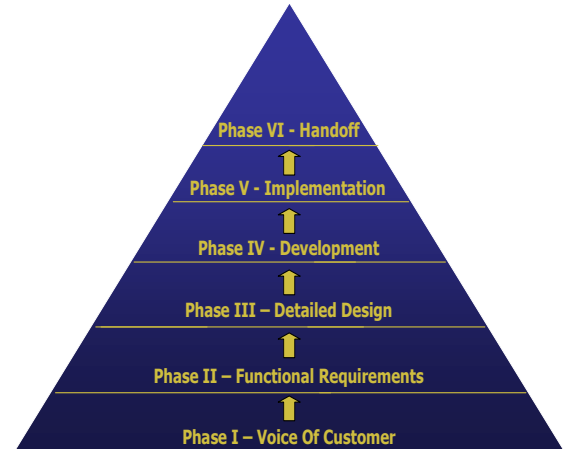 Phase VI - Handoff
Phase V - Implementation
Phase IV - Development
Phase III – Detailed Design
Phase II – Functional Requirements
Phase I – Voice Of Customer